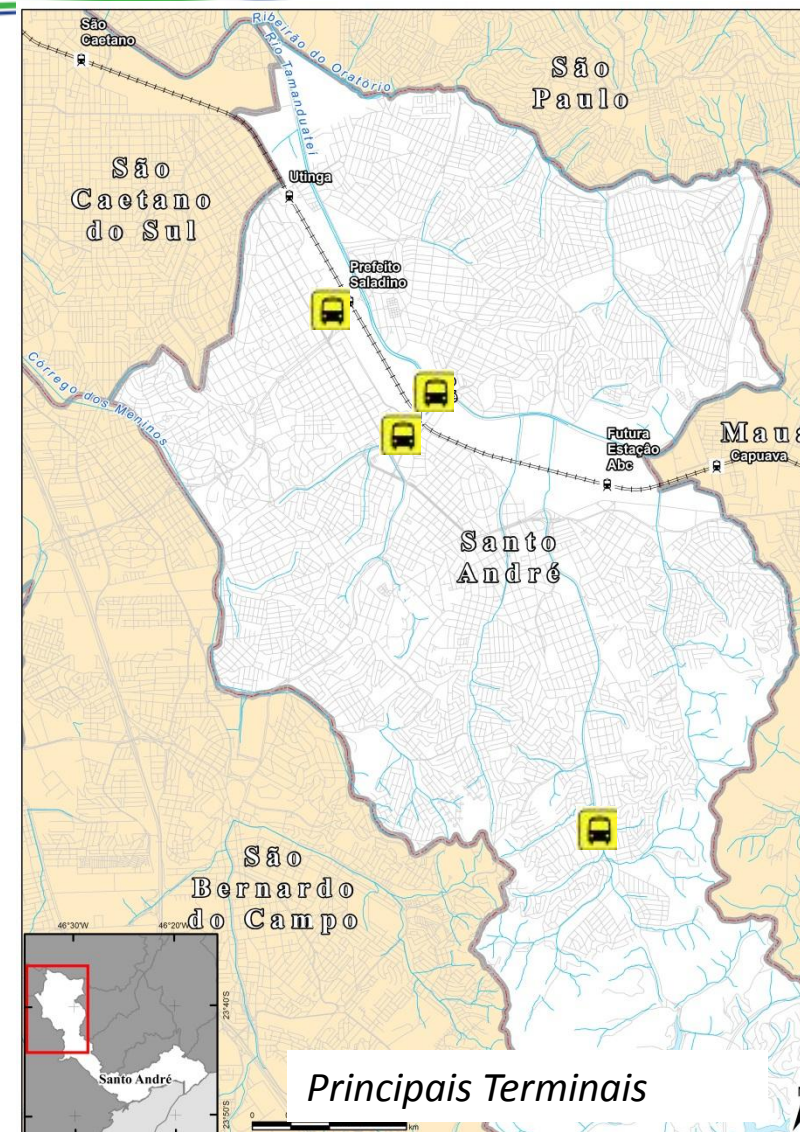 São
Caetano
Ribeirão do Oratório
Rio Tamanduateí
São
Paulo
São
Caetano
do Sul
Utinga
Prefeito
Saladino
Córrego dos Meninos
Futura
Estação
Abc
Mauá
Capuava
Santo
André
São
Bernardo
do Campo
46°30'W
46°20'W
23°40'S
23°50'S
Santo André
Principais Terminais
0
km